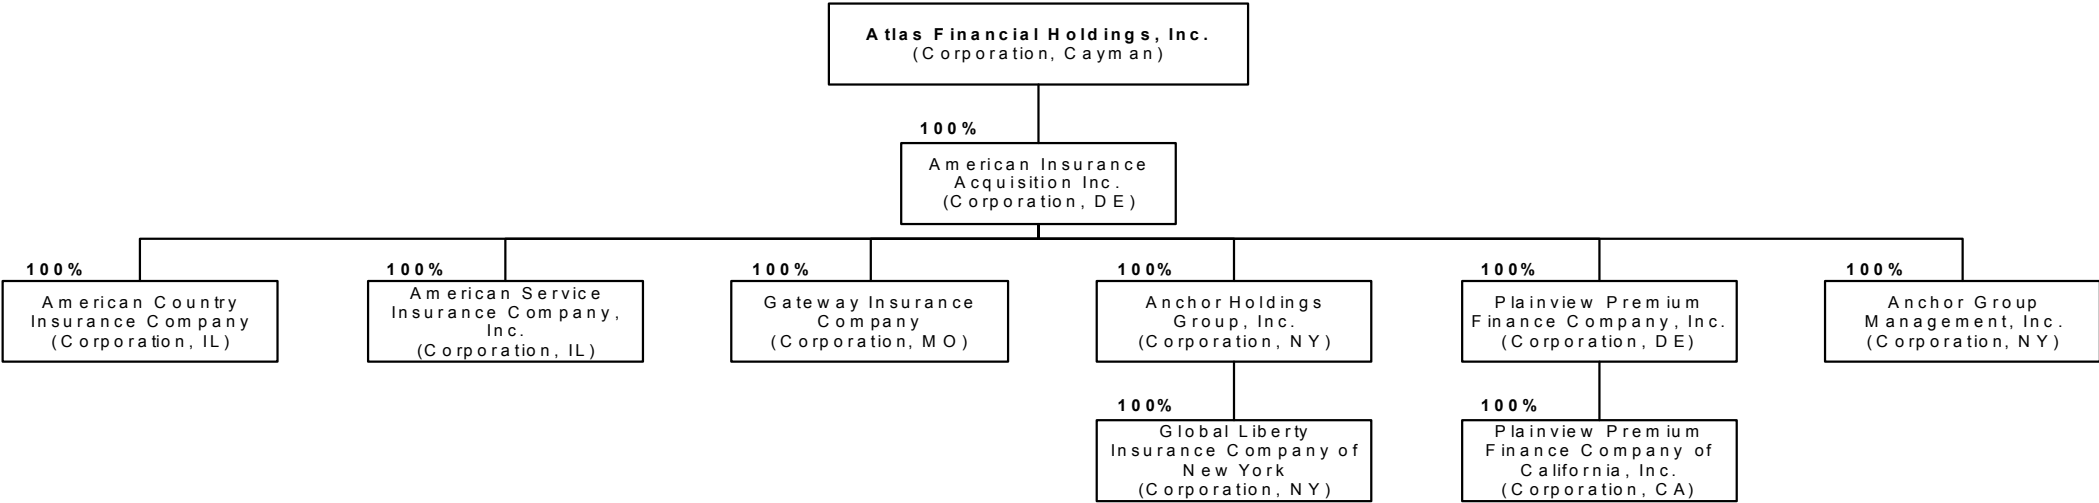 Atlas Financial Holdings, Inc.
(Corporation, Cayman)
100%
American Insurance
Acquisition Inc.
(Corporation, DE)
100%
American Country
Insurance Company
(Corporation, IL)
100%
American Service
Insurance Company,
Inc.
(Corporation, IL)
100%
Gateway Insurance
Company
(Corporation, MO)
100%
Anchor Holdings
Group, Inc.
(Corporation, NY)
100%
Plainview Premium
Finance Company, Inc.
(Corporation, DE)
100%
Anchor Group
Management, Inc.
(Corporation, NY)
100%
Global Liberty
Insurance Company of
New York
(Corporation, NY)
100%
Plainview Premium
Finance Company of
California, Inc.
(Corporation, CA)